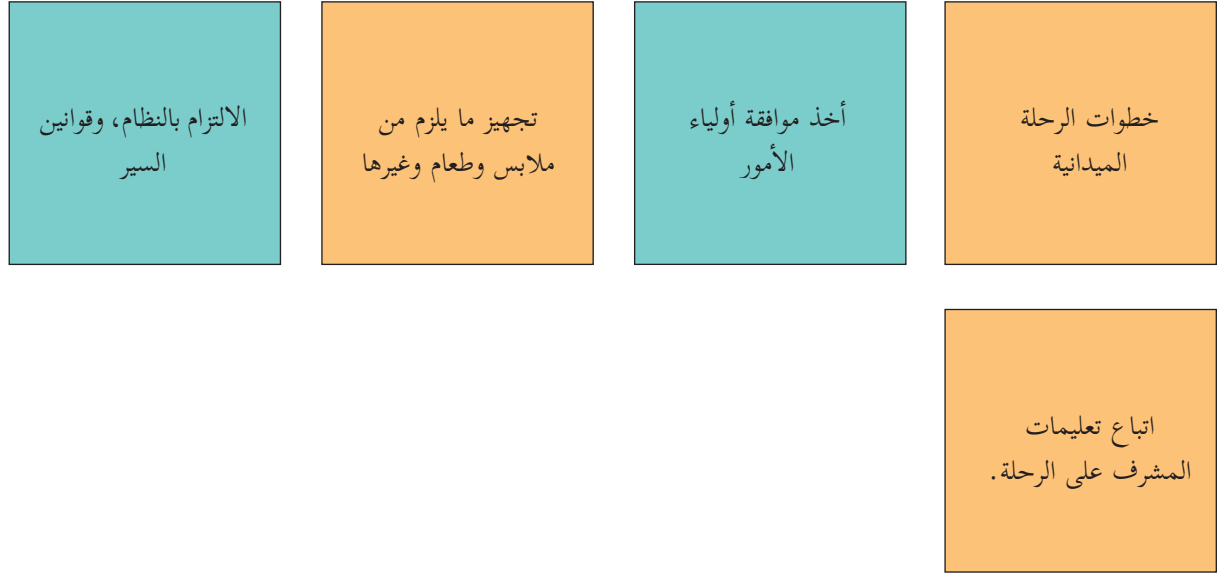 خطوات الرحلة
الميدانية
أخذ موافقة أولياء
الأمور
تجهيز ما يلزم من
ملابس وطعام وغيرها
الالتزام بالنظام، وقوانين
السير
اتباع تعليمات
المشرف على الرحلة.